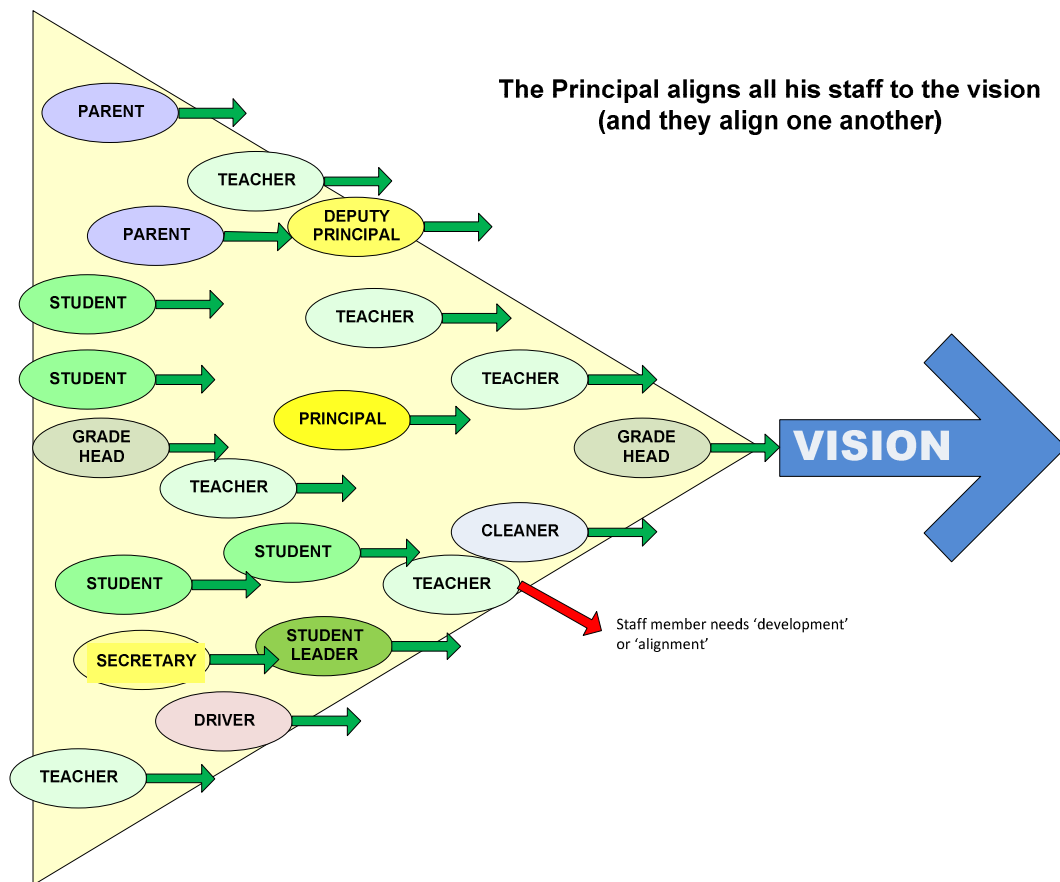 The Principal aligns all his staff to the vision
(and they align one another)
PARENT
TEACHER
DEPUTY
PRINCIPAL
PARENT
STUDENT
TEACHER
STUDENT
TEACHER
PRINCIPAL
GRADE
HEAD
GRADE
HEAD
VISION
TEACHER
CLEANER
STUDENT
STUDENT
TEACHER
Staff member needs ‘development’
or ‘alignment’
STUDENT
LEADER
SECRETARY
DRIVER
TEACHER